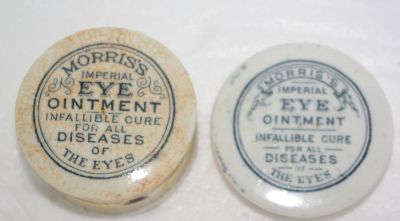 MORRIS'S
IMPERIAL
EYE
OINTMENT
INFALLIBLE CURE
FOR ALL
DISEASES
OF
THE EYES
MORRIS'S
IMPERIAL
EYE
OINTMENT
INFALLIBLE CURE
FOR ALL
DISEASES
OF
THE EYES